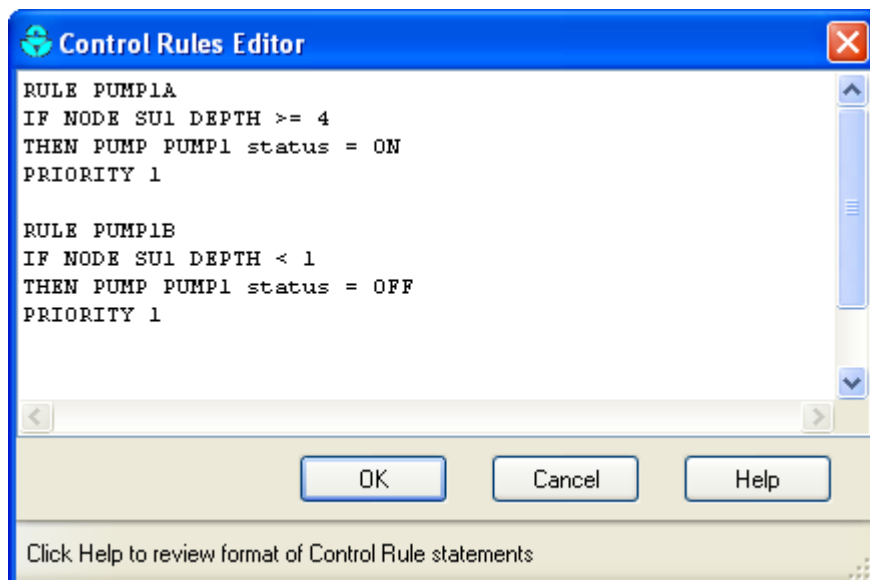 Control Rules Editor
RULE PUMP1A
IF NODE SU1 DEPTH >= 4
THEN PUMP PUMP1 status = ON
PRIORITY 1
RULE PUMP1B
IF NODE SU1 DEPTH < 1
THEN PUMP PUMP1 status = OFF
PRIORITY 1
OK Cancel Help
Click Help to review format of Control Rule statements